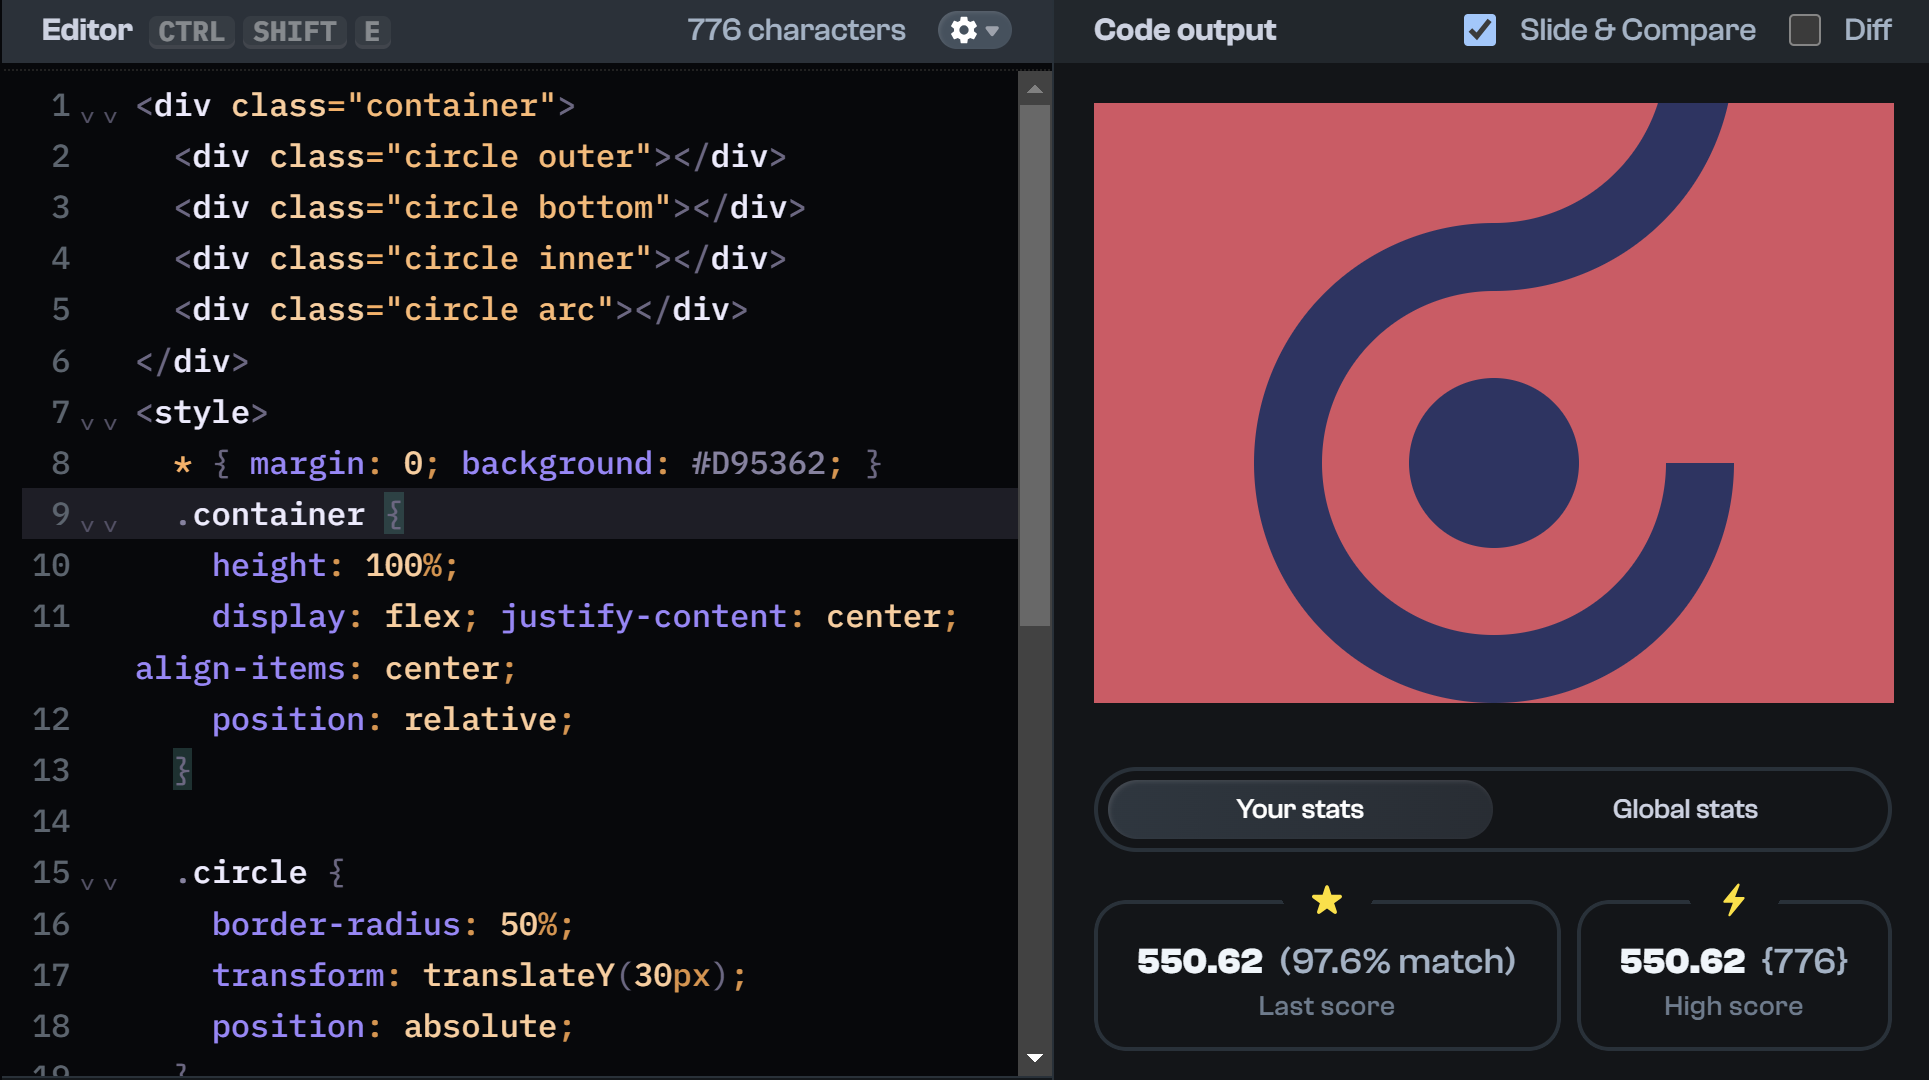 Editor CTRL SHIFT E 776 characters
1 <div class="container">
2 <div class="circle outer"></div>
3 <div class="circle bottom"></div>
4 <div class="circle inner"></div>
5 <div class="circle arc"></div>
6 </div>
7 <style>
8 * { margin: 0; background: #D95362; }
9 .container {
10 height: 100%;
11 display: flex; justify-content: center;
align-items: center;
12 position: relative;
13 }
14
15 .circle {
16 border-radius: 50%;
17 transform: translateY(30px);
18 position: absolute;
19 }
Code output Slide & Compare Diff
Your stats Global stats
550.62 (97.6% match)
Last score
550.62 {776}
High score